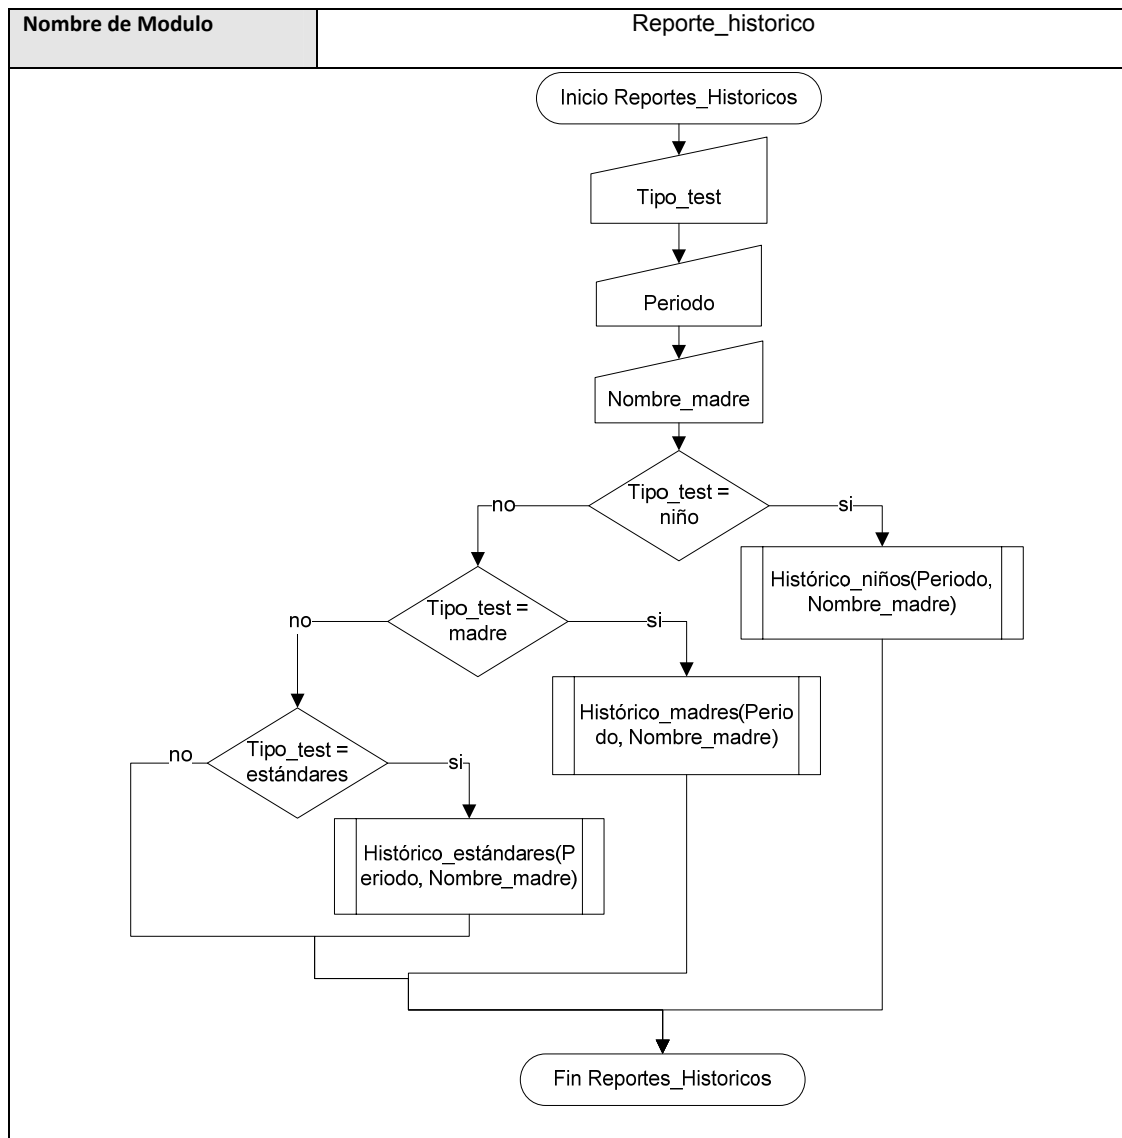 Nombre de Modulo
Reporte_historico
Inicio Reportes_Historicos
Tipo_test
Periodo
Nombre_madre
Tipo_test =
niño
no
si
Histórico_niños(Periodo,
Nombre_madre)
Tipo_test =
madre
no
si
Histórico_madres(Perio
do, Nombre_madre)
Tipo_test =
estándares
no
si
Histórico_estándares(P
eriodo, Nombre_madre)
Fin Reportes_Historicos